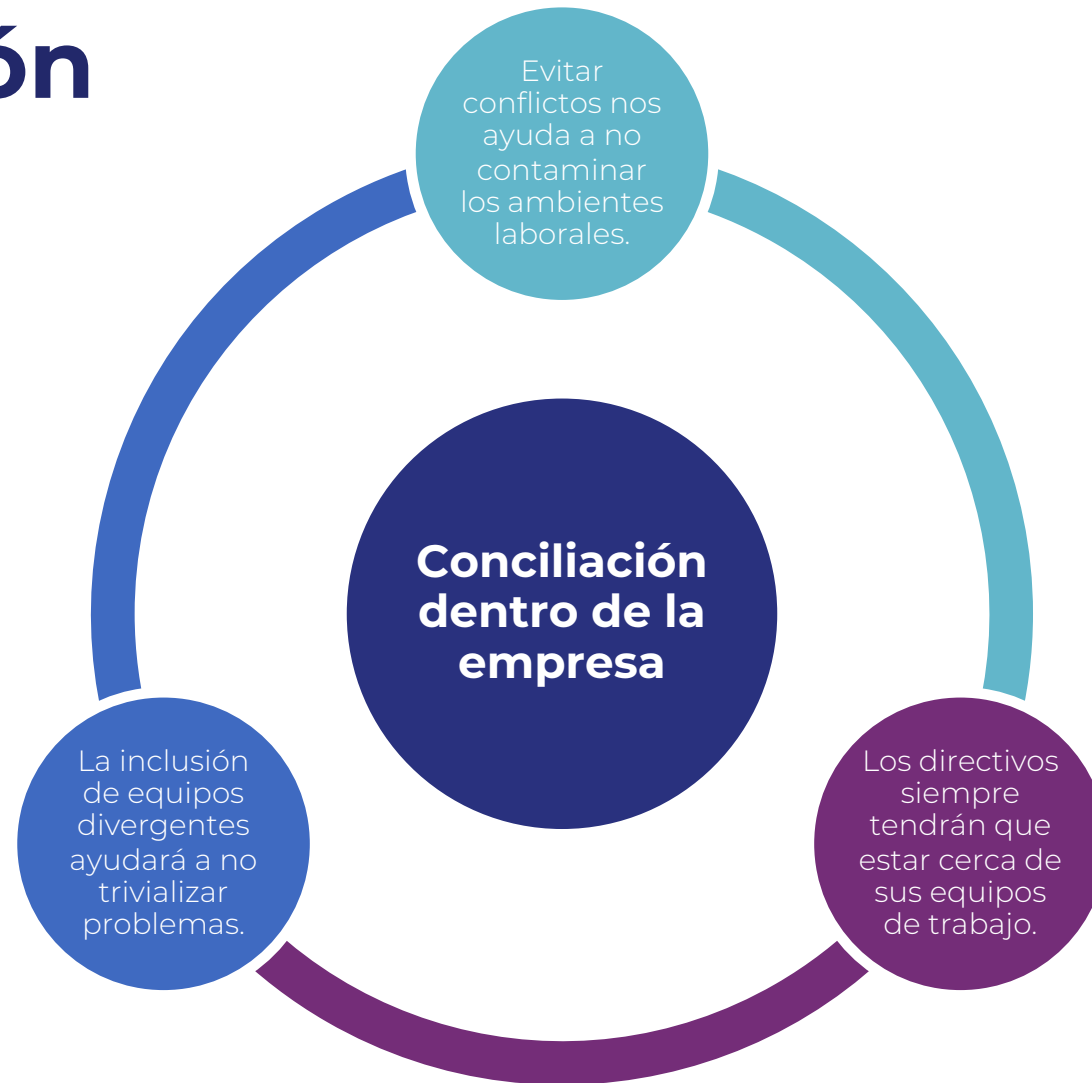 ón
Evitar
conflictos nos
ayuda a no
contaminar
los ambientes
laborales.
Conciliación
dentro de la
empresa
La inclusión
de equipos
divergentes
ayudará a no
trivializar
problemas.
Los directivos
siempre
tendrán que
estar cerca de
sus equipos
de trabajo.